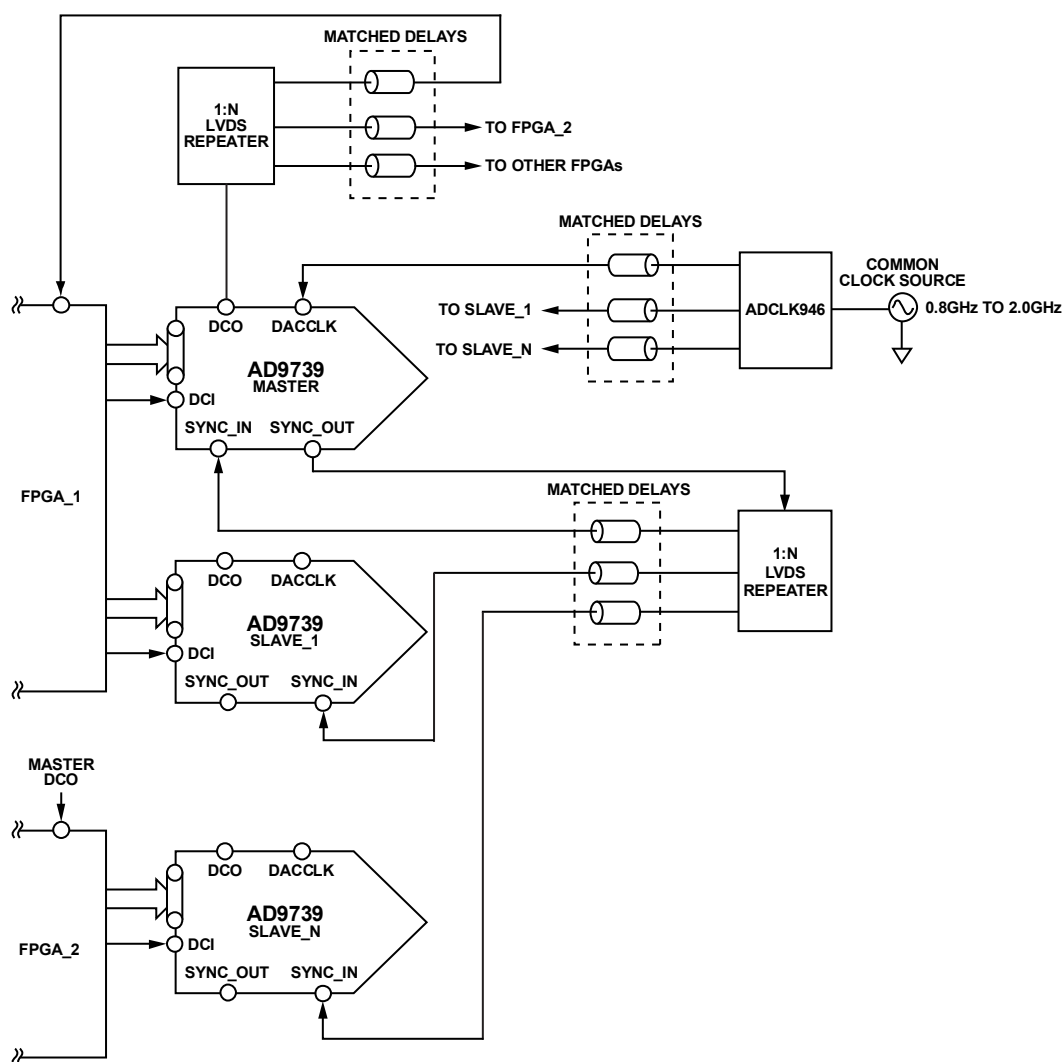 MATCHED DELAYS
1:N
LVDS
REPEATER
TO FPGA_2
TO OTHER FPGAs
MATCHED DELAYS
COMMON
CLOCK SOURCE
TO SLAVE_1
ADCLK946
0.8GHz TO 2.0GHz
TO SLAVE_N
DCO
DACCLK
AD9739
MASTER
DCI
SYNC_IN
SYNC_OUT
FPGA_1
MATCHED DELAYS
1:N
LVDS
REPEATER
DCO
DACCLK
AD9739
SLAVE_1
DCI
SYNC_OUT
SYNC_IN
MASTER
DCO
DCO
DACCLK
AD9739
SLAVE_N
DCI
FPGA_2
SYNC_OUT
SYNC_IN